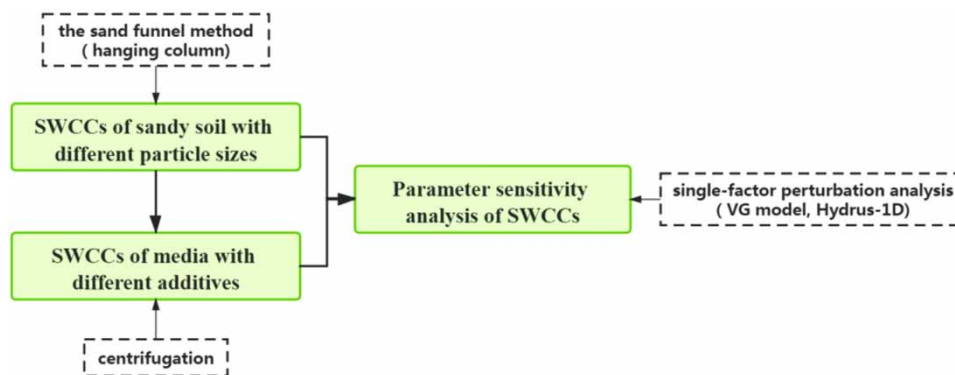 the sand funnel method
( hanging column)
SWCCs of sandy soil with
different particle sizes
Parameter sensitivity
analysis of SWCCs
single-factor perturbation analysis
( VG model, Hydrus-1D)
SWCCs of media with
different additives
centrifugation